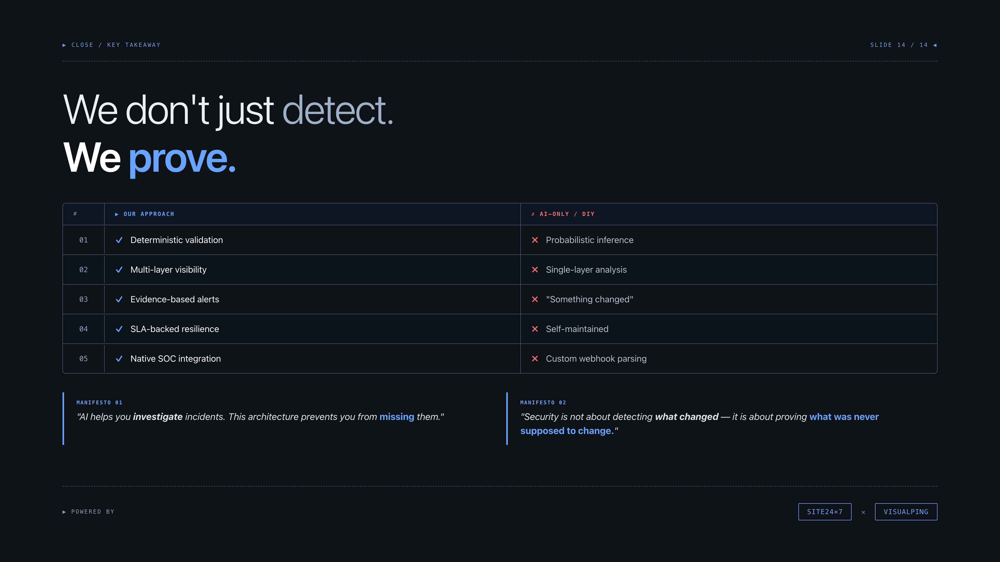 ▶ CLOSE / KEY TAKEAWAY
SLIDE 14 / 14 ◀
We don't just detect.
We prove.
# ▶ OUR APPROACH ✗ AI-ONLY / DIY
01 ✓ Deterministic validation ✕ Probabilistic inference
02 ✓ Multi-layer visibility ✕ Single-layer analysis
03 ✓ Evidence-based alerts ✕ "Something changed"
04 ✓ SLA-backed resilience ✕ Self-maintained
05 ✓ Native SOC integration ✕ Custom webhook parsing
MANIFESTO 01
"AI helps you investigate incidents. This architecture prevents you from missing them."
MANIFESTO 02
"Security is not about detecting what changed — it is about proving what was never
supposed to change."
▶ POWERED BY
SITE24×7 × VISUALPING